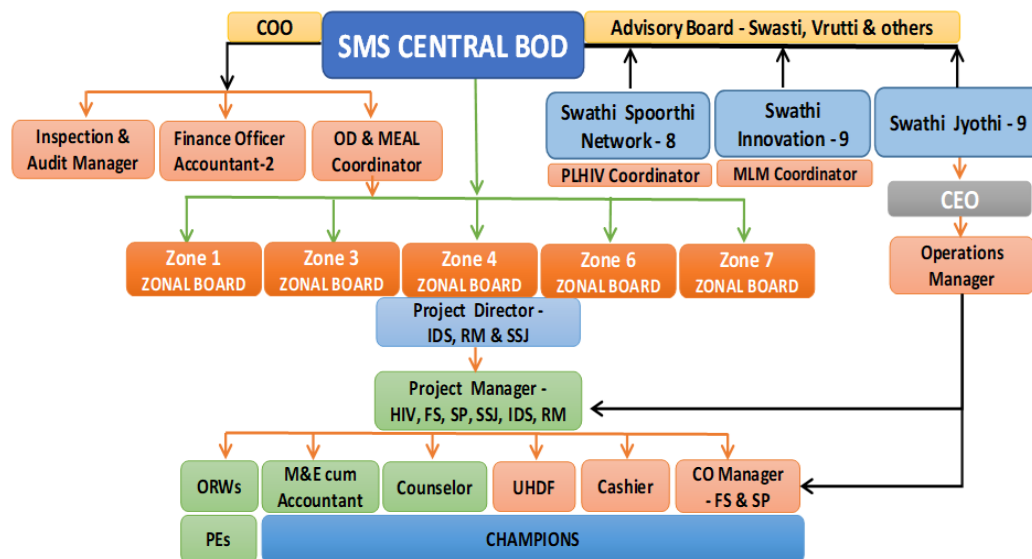 COO
SMS CENTRAL BOD
Advisory Board - Swasti, Vrutti & others
Inspection &
Audit Manager
Finance Officer
Accountant-2
OD & MEAL
Coordinator
Swathi Spoorthi
Network - 8
PLHIV Coordinator
Swathi
Innovation - 9
MLM Coordinator
Swathi Jyothi - 9
CEO
Operations
Manager
Zone 1
ZONAL BOARD
Zone 3
ZONAL BOARD
Zone 4
ZONAL BOARD
Zone 6
ZONAL BOARD
Zone 7
ZONAL BOARD
Project Director -
IDS, RM & SSJ
Project Manager -
HIV, FS, SP, SSJ, IDS, RM
ORWs
M&E cum
Accountant
Counselor
UHDF
Cashier
CO Manager
- FS & SP
PEs
CHAMPIONS